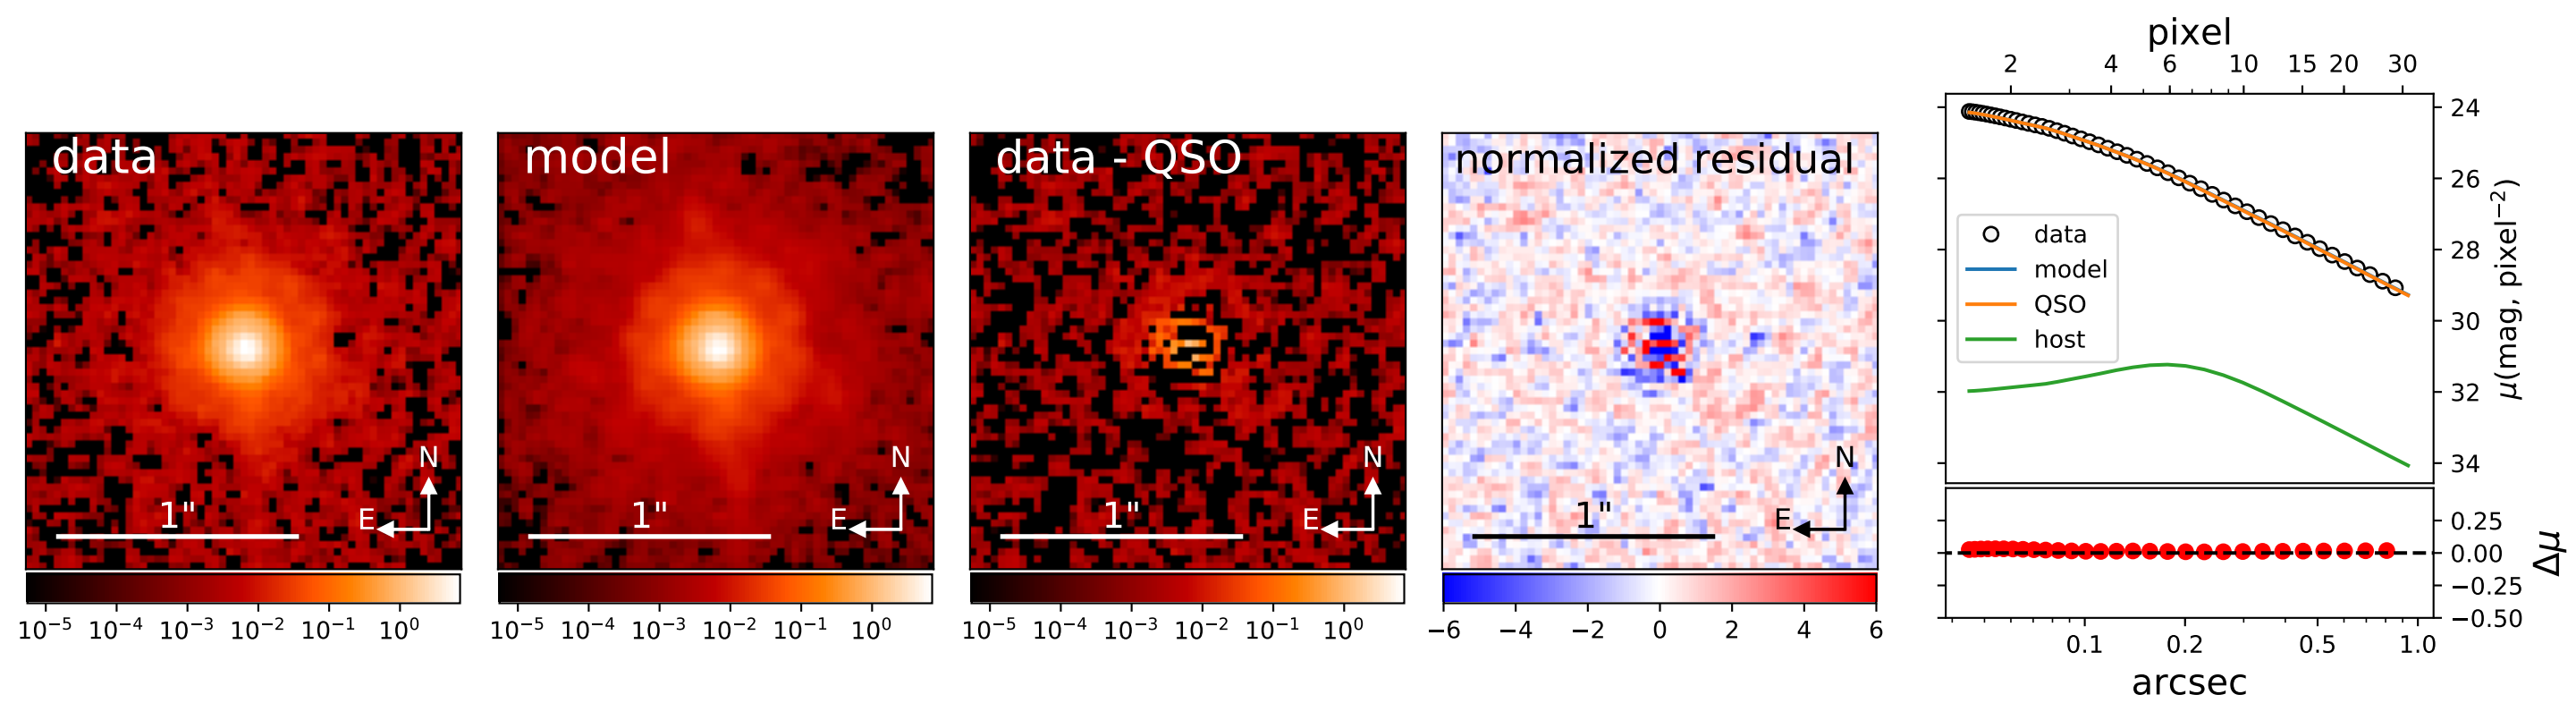 data
1"
N
E
10⁻⁵ 10⁻⁴ 10⁻³ 10⁻² 10⁻¹ 10⁰
model
1"
N
E
10⁻⁵ 10⁻⁴ 10⁻³ 10⁻² 10⁻¹ 10⁰
data - QSO
1"
N
E
10⁻⁵ 10⁻⁴ 10⁻³ 10⁻² 10⁻¹ 10⁰
normalized residual
1"
N
E
−6 −4 −2 0 2 4 6
pixel
2 4 6 10 15 20 30
data
model
QSO
host
24
26
28
30
32
34
μ(mag, pixel⁻²)
0.25
0.00
−0.25
−0.50
Δμ
0.1 0.2 0.5 1.0
arcsec